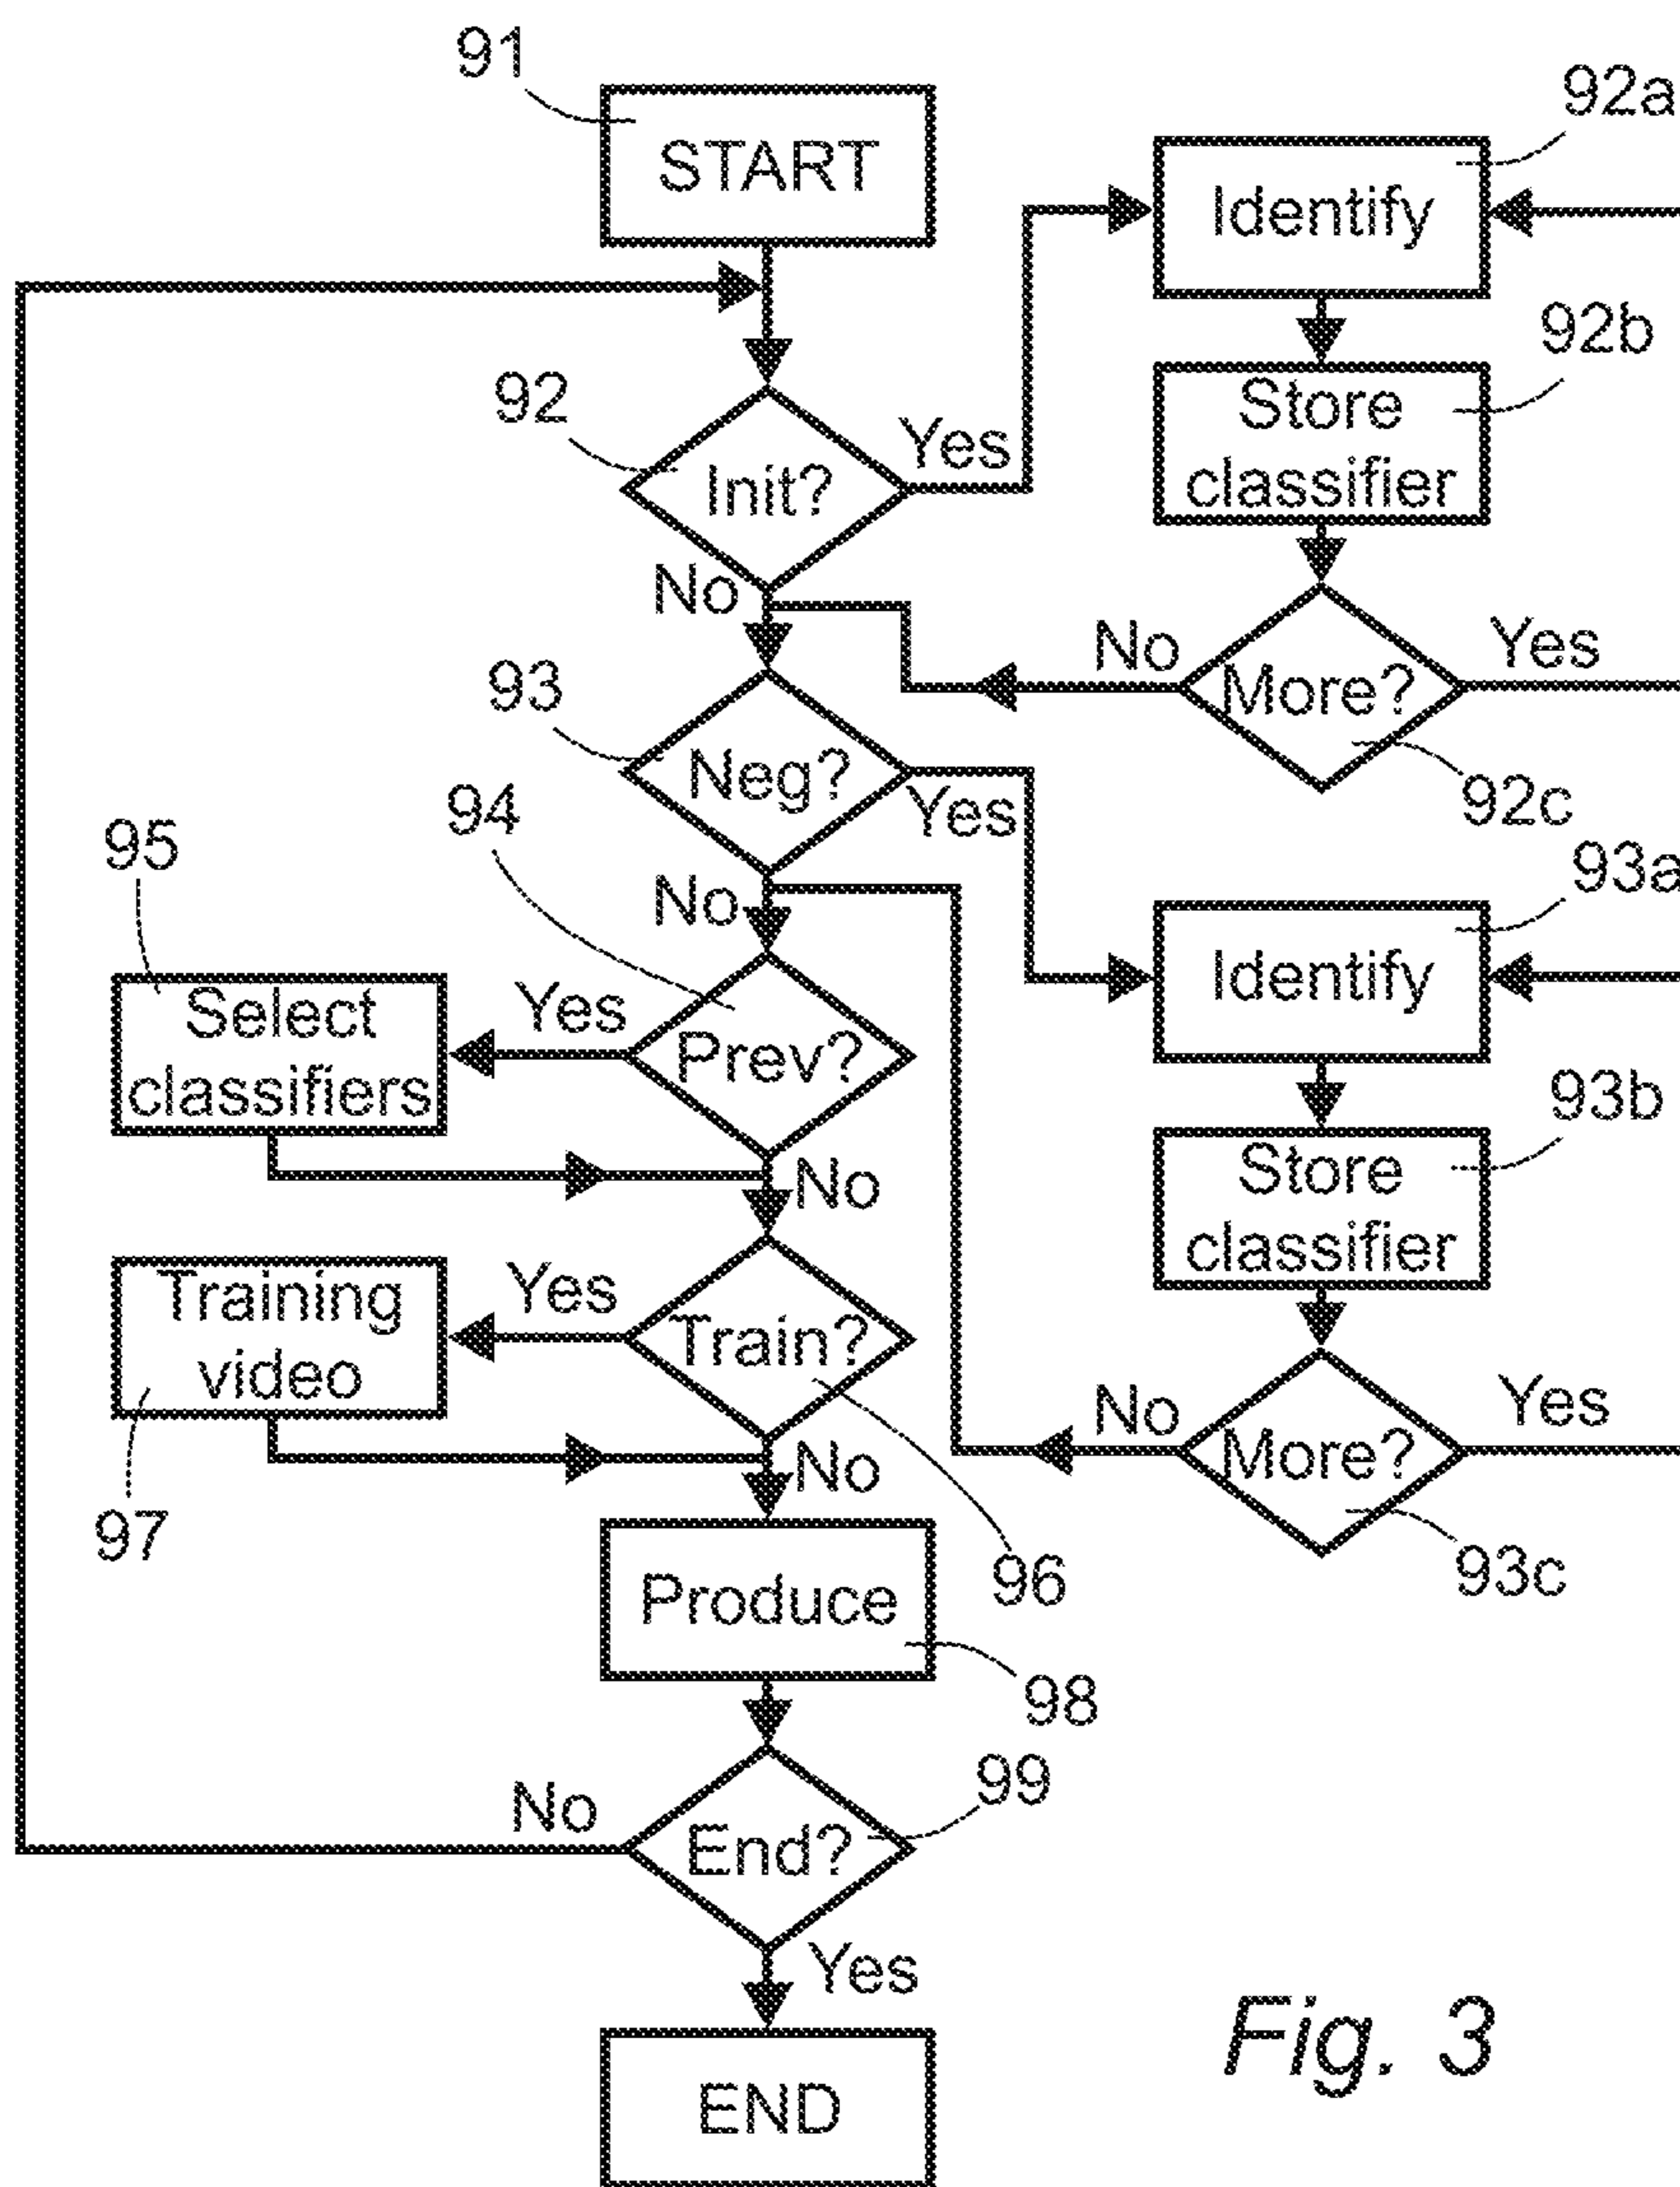 91
START
92a
Identify
92b
Store
classifier
92
Init?
Yes
No
No
More?
Yes
92c
93
Neg?
Yes
No
94
95
Select
classifiers
Yes
Prev?
No
93a
Identify
93b
Store
classifier
No
More?
Yes
93c
Training
video
97
Yes
Train?
No
96
Produce
98
99
No
End?
Yes
END
Fig. 3